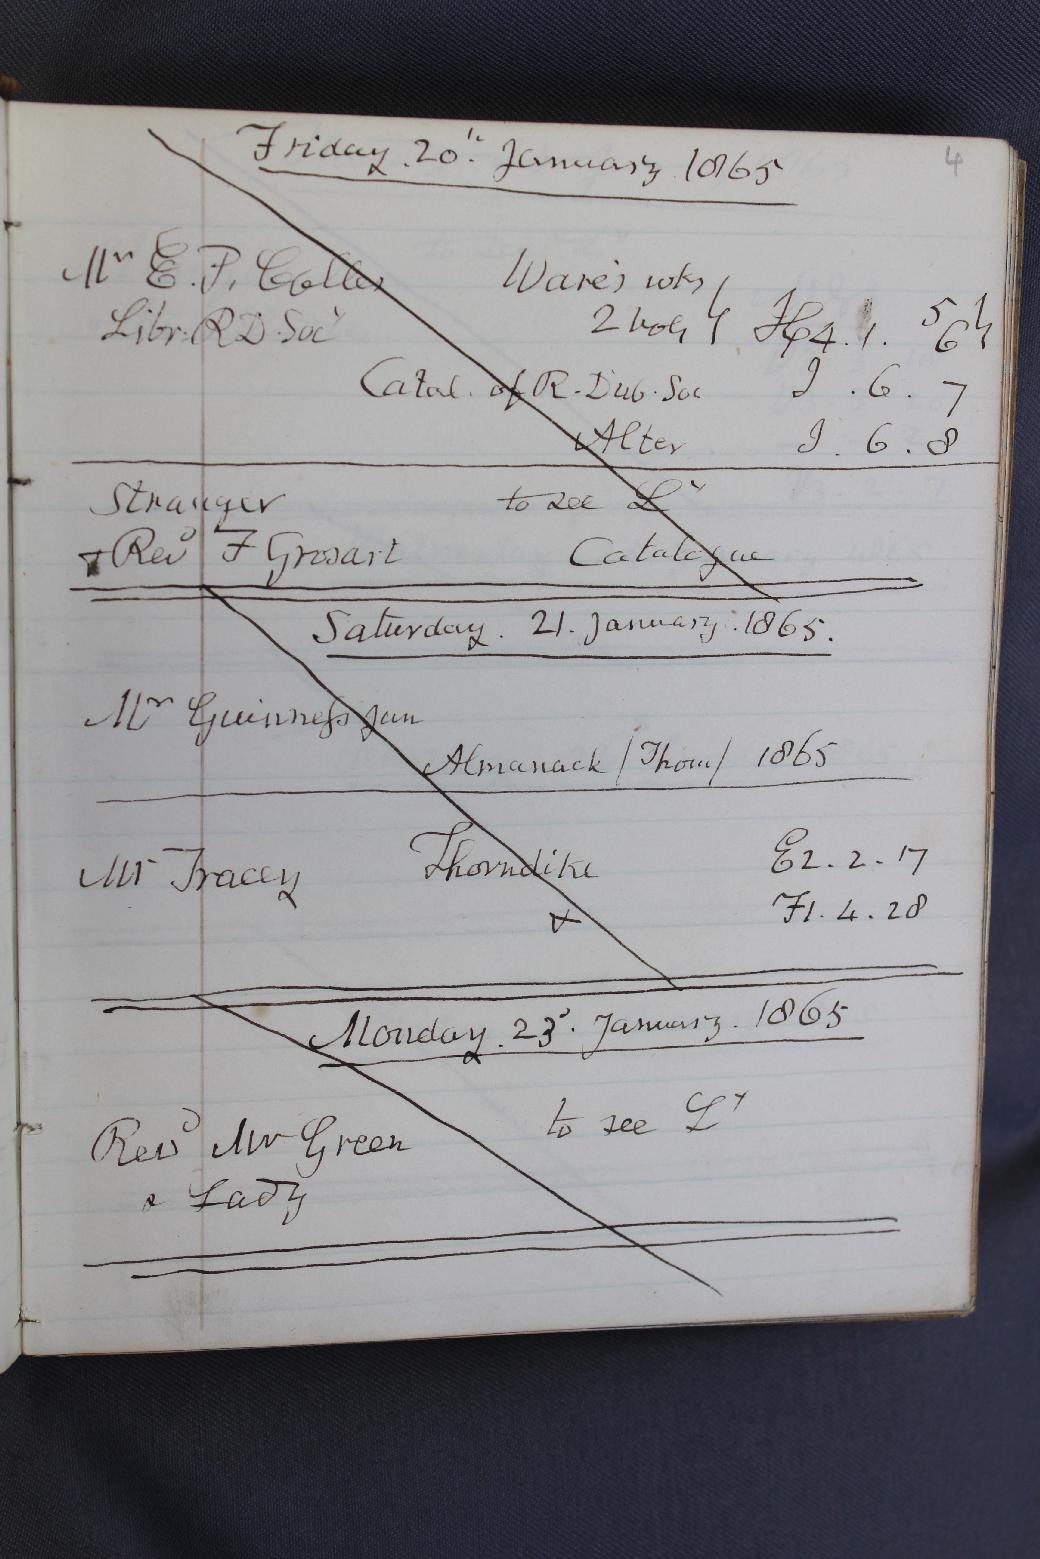 4
Friday. 20th. January 1865
Mr E. P. Colles Ware's wks
Libr. R D. Socy 2 vols H4. 1. 5 6
Catal. of R. Dub. Soc I. 6. 7
Alter I. 6. 8
Stranger to see Ly
+ Revd F Grosart Catalogue
Saturday. 21. January. 1865.
Mr Guinness Jun
Almanack / Thom / 1865
Mr Tracey Thorndike E2. 2. 17
+ F1. 4. 28
Monday. 23d. January. 1865
Revd Mr Green to see Ly
& Lady